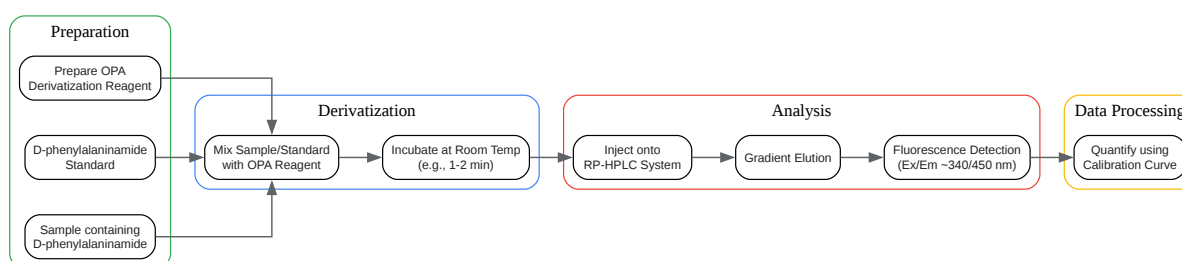 Preparation
Prepare OPA
Derivatization Reagent
D-phenylalaninamide
Standard
Sample containing
D-phenylalaninamide
Derivatization
Mix Sample/Standard
with OPA Reagent
Incubate at Room Temp
(e.g., 1-2 min)
Analysis
Inject onto
RP-HPLC System
Gradient Elution
Fluorescence Detection
(Ex/Em ~340/450 nm)
Data Processing
Quantify using
Calibration Curve